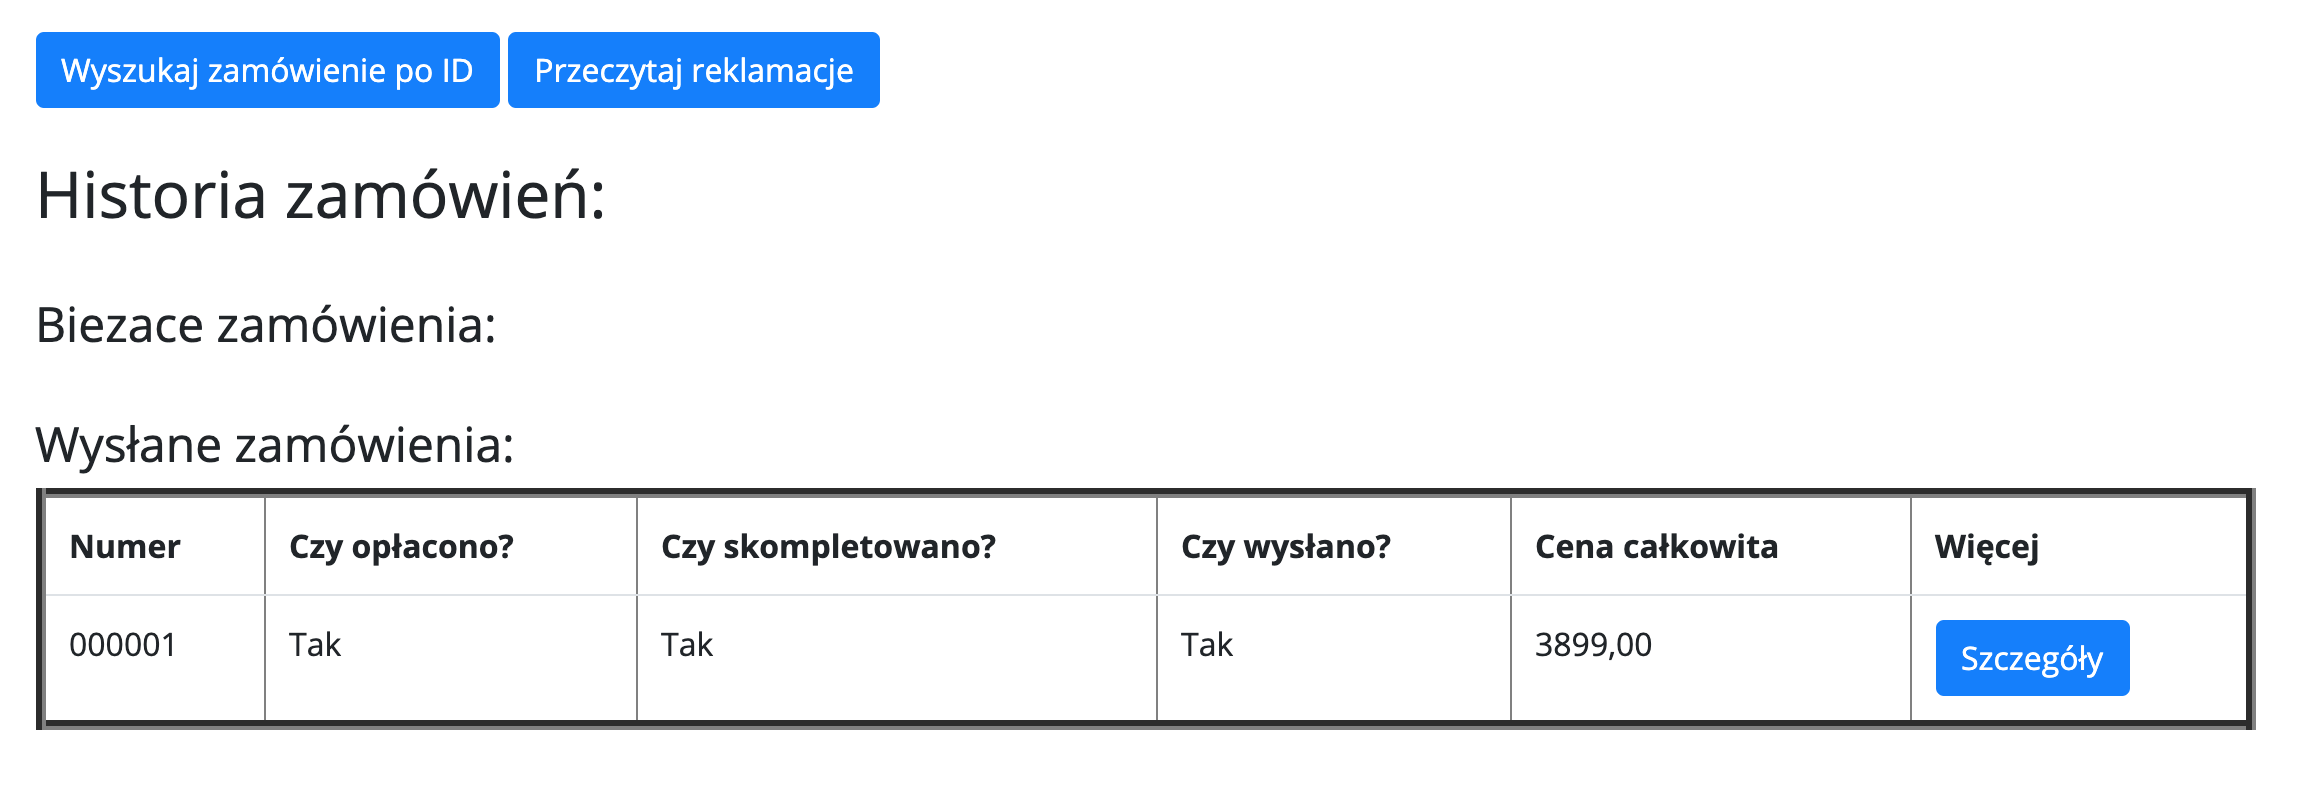 Wyszukaj zamówienie po ID Przeczytaj reklamacje
Historia zamówień:
Biezace zamówienia:
Wysłane zamówienia:
Numer Czy opłacono? Czy skompletowano? Czy wysłano? Cena całkowita Więcej
000001 Tak Tak Tak 3899,00 Szczegóły